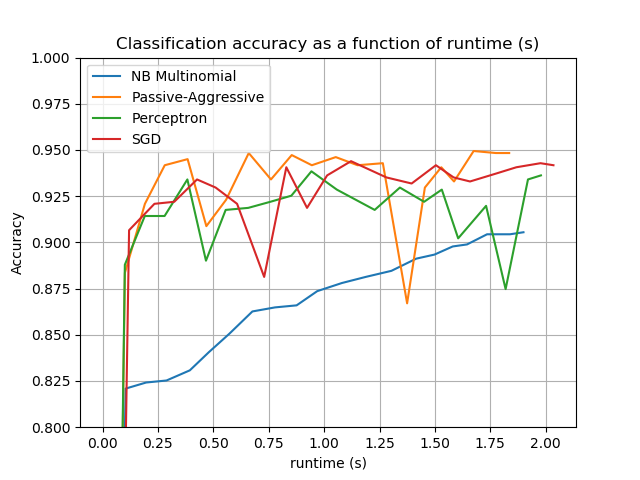 Classification accuracy as a function of runtime (s)
NB Multinomial
Passive-Aggressive
Perceptron
SGD
1.000
0.975
0.950
0.925
0.900
0.875
0.850
0.825
0.800
Accuracy
0.00 0.25 0.50 0.75 1.00 1.25 1.50 1.75 2.00
runtime (s)